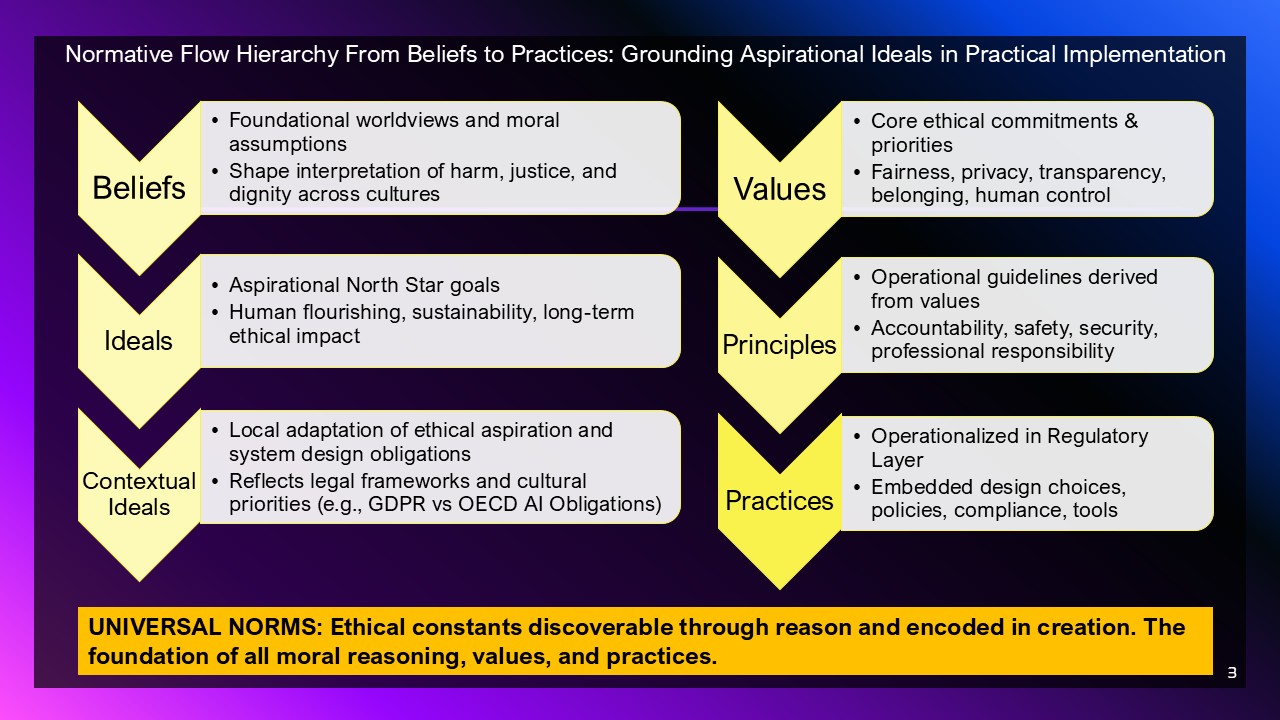 Normative Flow Hierarchy From Beliefs to Practices: Grounding Aspirational Ideals in Practical Implementation
Beliefs
• Foundational worldviews and moral
assumptions
• Shape interpretation of harm, justice, and
dignity across cultures
Ideals
• Aspirational North Star goals
• Human flourishing, sustainability, long-term
ethical impact
Contextual
Ideals
• Local adaptation of ethical aspiration and
system design obligations
• Reflects legal frameworks and cultural
priorities (e.g., GDPR vs OECD AI Obligations)
Values
• Core ethical commitments &
priorities
• Fairness, privacy, transparency,
belonging, human control
Principles
• Operational guidelines derived
from values
• Accountability, safety, security,
professional responsibility
Practices
• Operationalized in Regulatory
Layer
• Embedded design choices,
policies, compliance, tools
UNIVERSAL NORMS: Ethical constants discoverable through reason and encoded in creation. The
foundation of all moral reasoning, values, and practices.
3